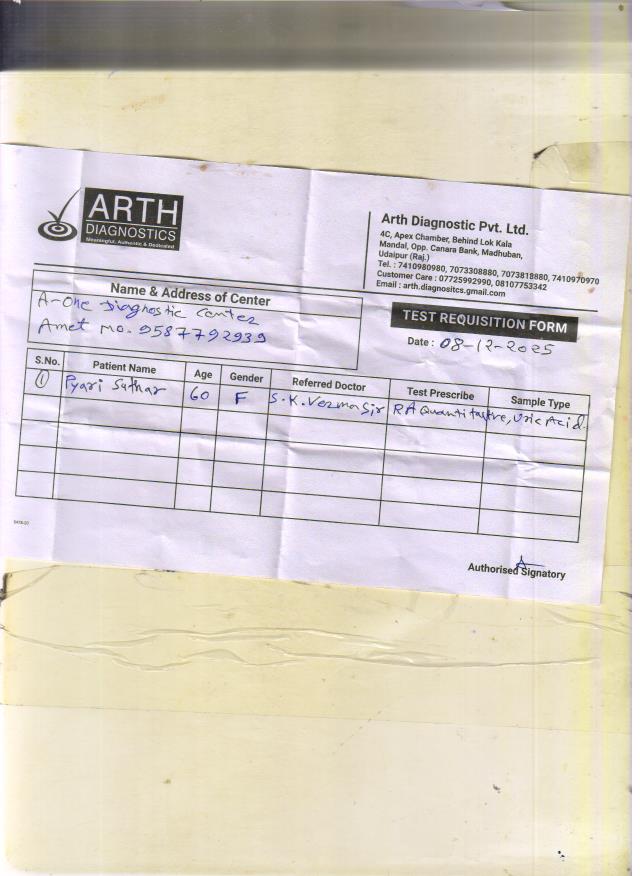 ARTH
DIAGNOSTICS
Meaningful, Authentic & Dedicated
Arth Diagnostic Pvt. Ltd.
4C, Apex Chamber, Behind Lok Kala
Mandal, Opp. Canara Bank, Madhuban,
Udaipur (Raj.)
Tel. : 7410980980, 7073308880, 7073818880, 7410970970
Customer Care : 07725992990, 08107753342
Email : arth.diagnositcs.gmail.com
Name & Address of Center
A-One Diagnostic Center
Amet Mo. 9587792939
TEST REQUISITION FORM
Date : 08-12-2025
S.No. Patient Name Age Gender Referred Doctor Test Prescribe Sample Type
① Pyari Suthar 60 F S.K. Verma Sir RA Quantitative, Uric Acid.
Authorised Signatory